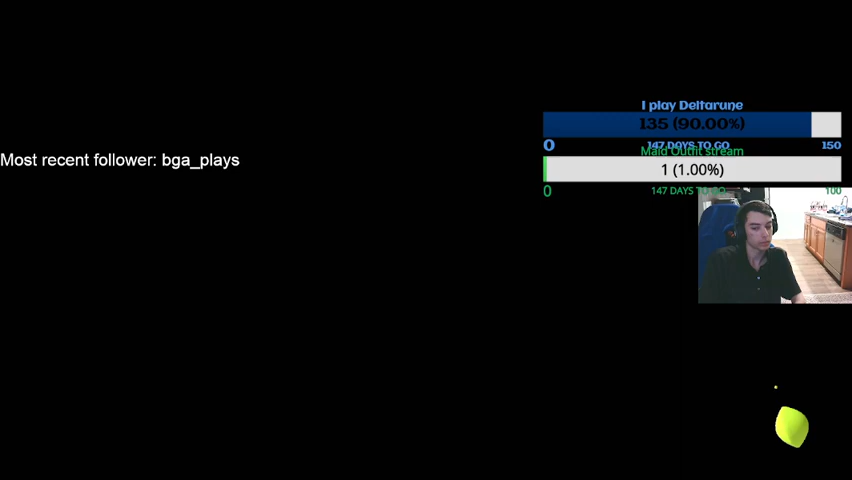 I play Deltarune
135 (90.00%)
0 147 DAYS TO GO 150
Maid Outfit stream
1 (1.00%)
0 147 DAYS TO GO 100
Most recent follower: bga_plays